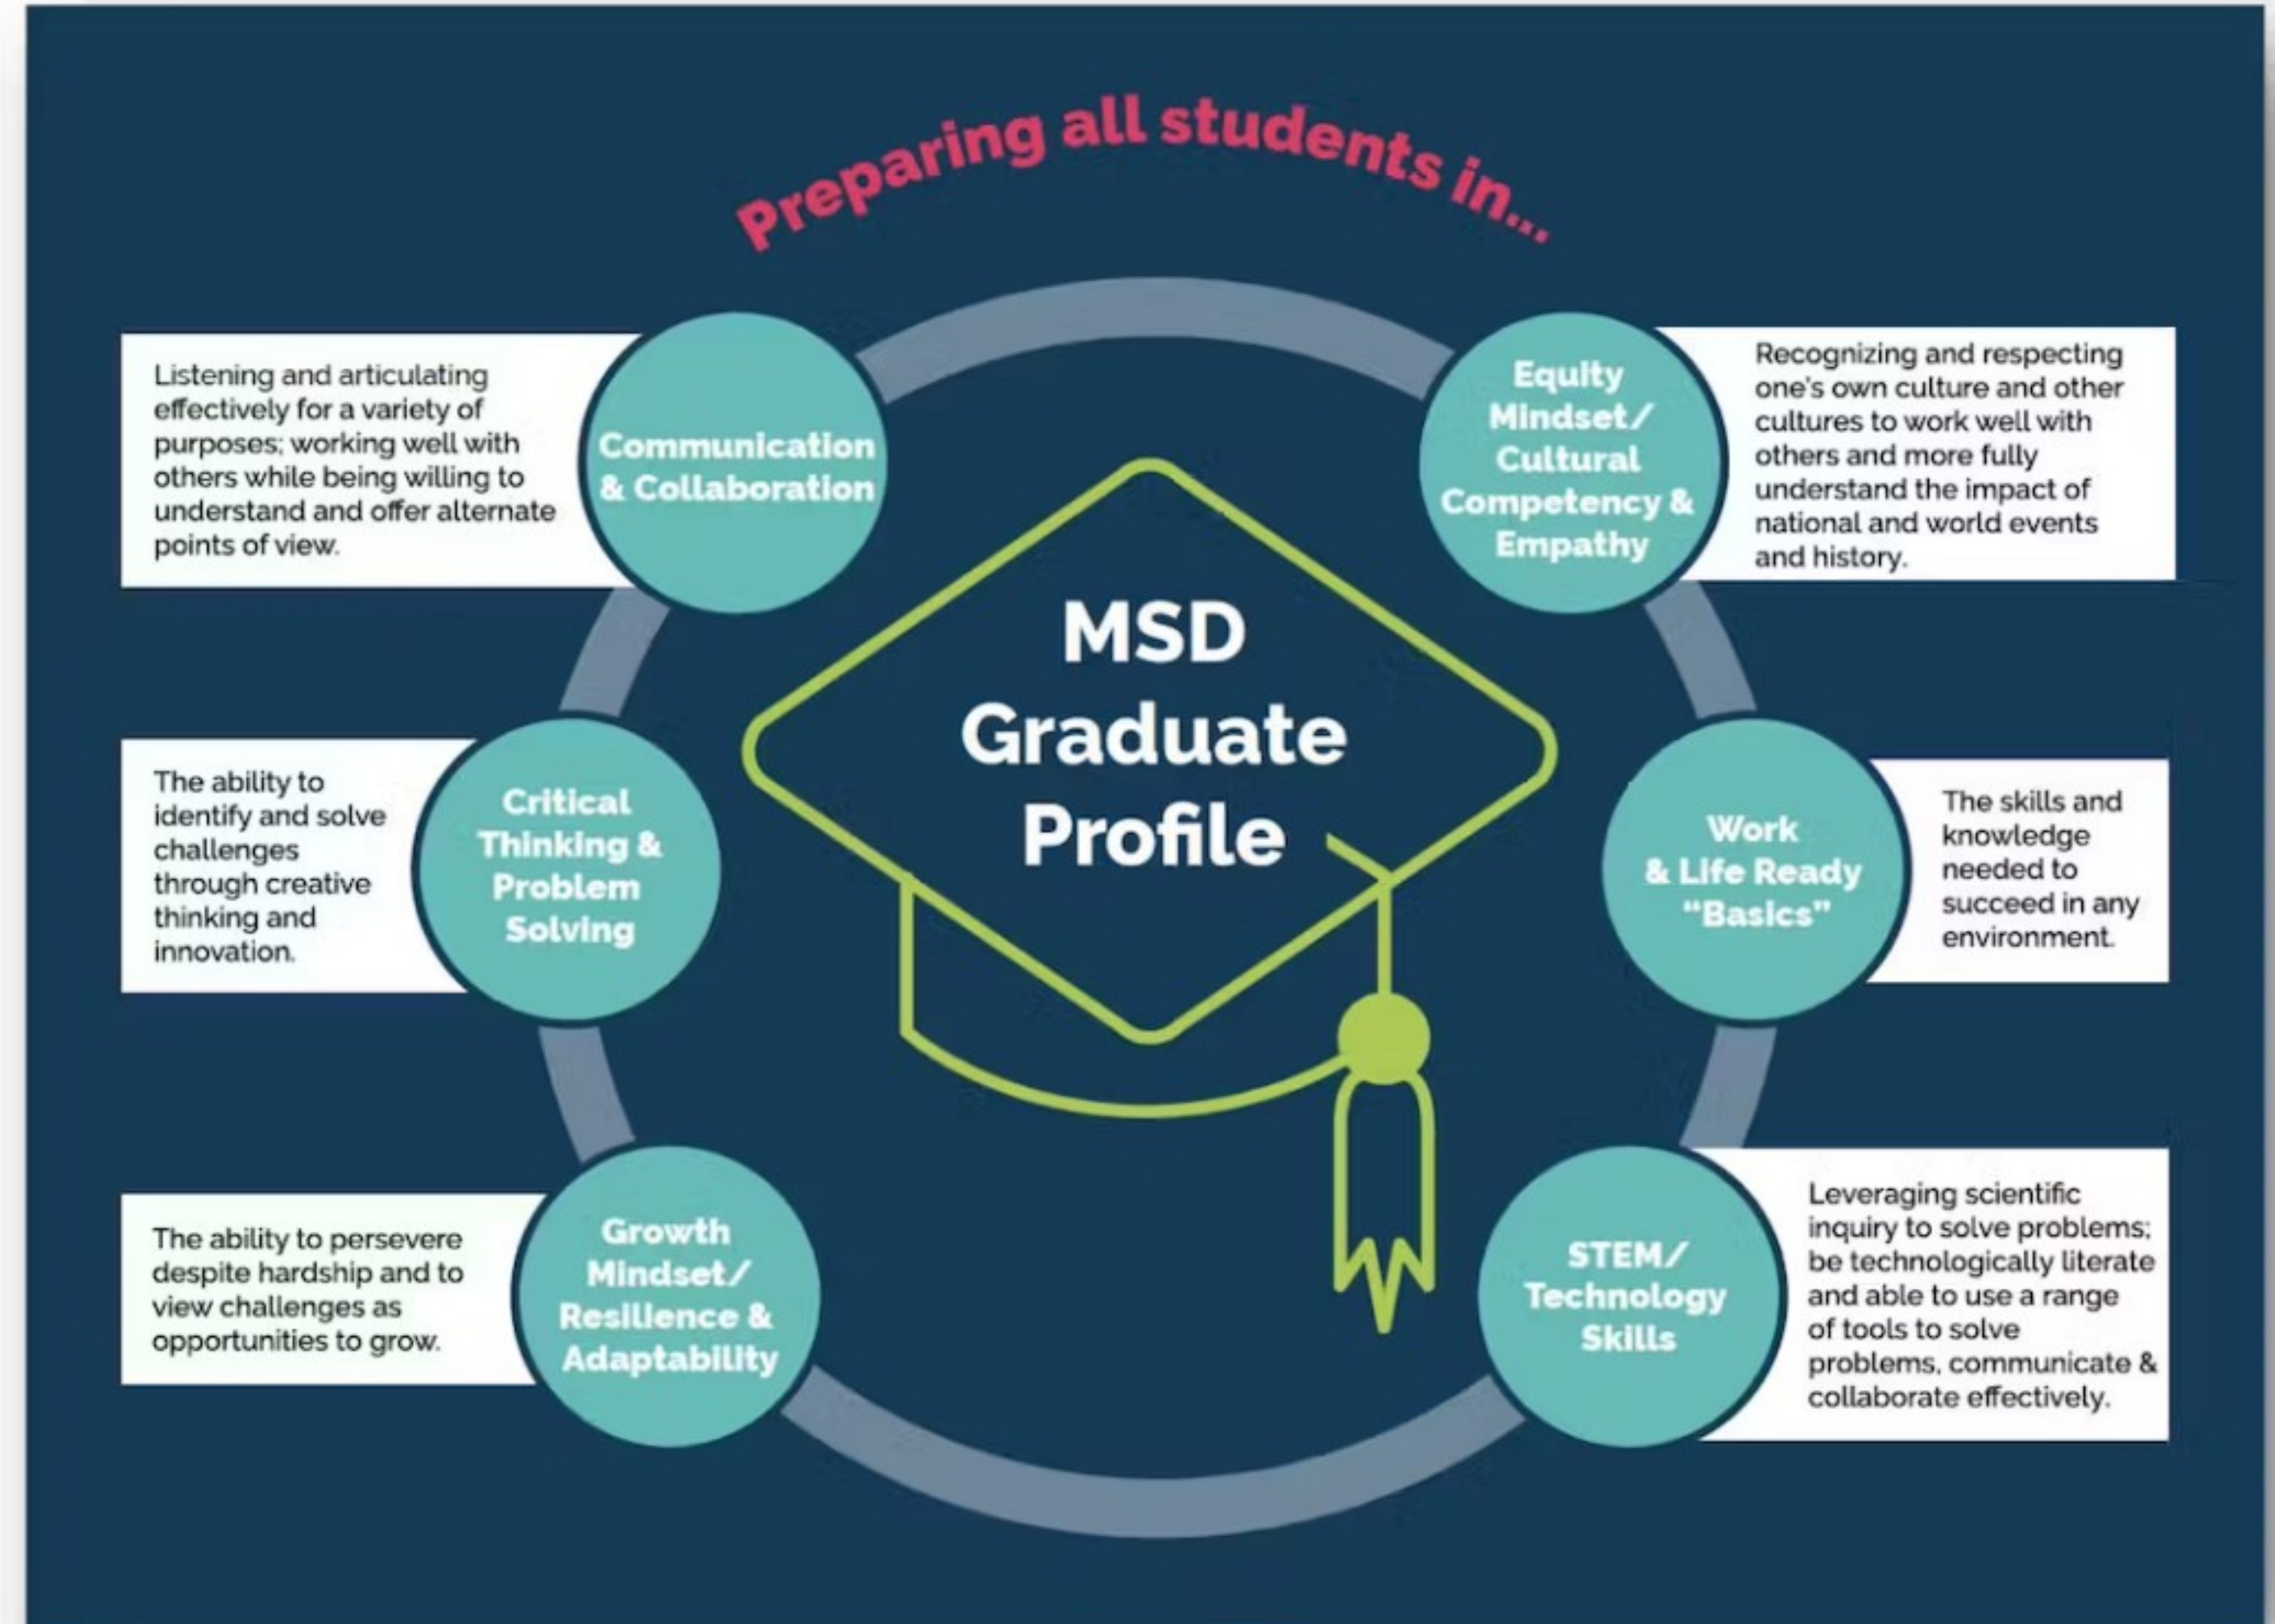 Preparing all students in...
Listening and articulating
effectively for a variety of
purposes; working well with
others while being willing to
understand and offer alternate
points of view.
Communication
& Collaboration
Equity
Mindset/
Cultural
Competency &
Empathy
Recognizing and respecting
one's own culture and other
cultures to work well with
others and more fully
understand the impact of
national and world events
and history.
MSD
Graduate
Profile
The ability to
identify and solve
challenges
through creative
thinking and
innovation.
Critical
Thinking &
Problem
Solving
Work
& Life Ready
“Basics”
The skills and
knowledge
needed to
succeed in any
environment.
The ability to persevere
despite hardship and to
view challenges as
opportunities to grow.
Growth
Mindset/
Resilience &
Adaptability
STEM/
Technology
Skills
Leveraging scientific
inquiry to solve problems;
be technologically literate
and able to use a range
of tools to solve
problems, communicate &
collaborate effectively.